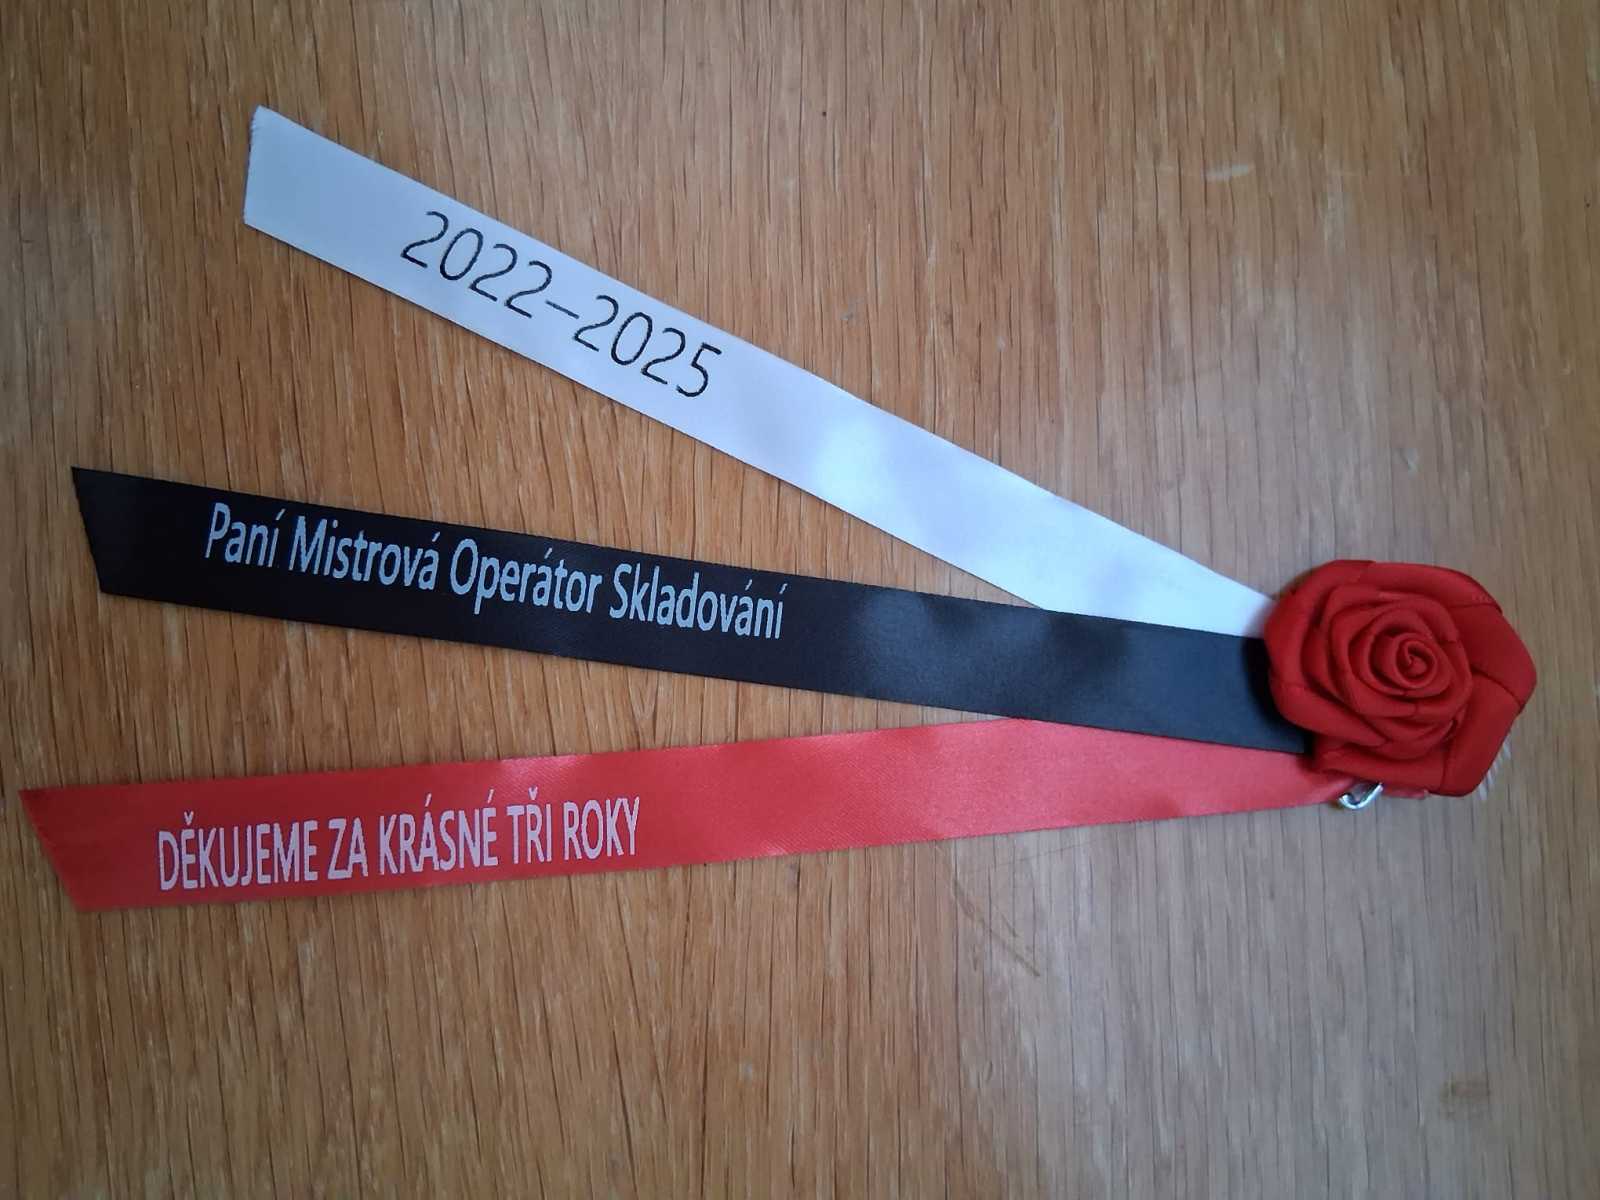 2022-2025
Paní Mistrová Operátor Skladování
DĚKUJEME ZA KRÁSNÉ TŘI ROKY